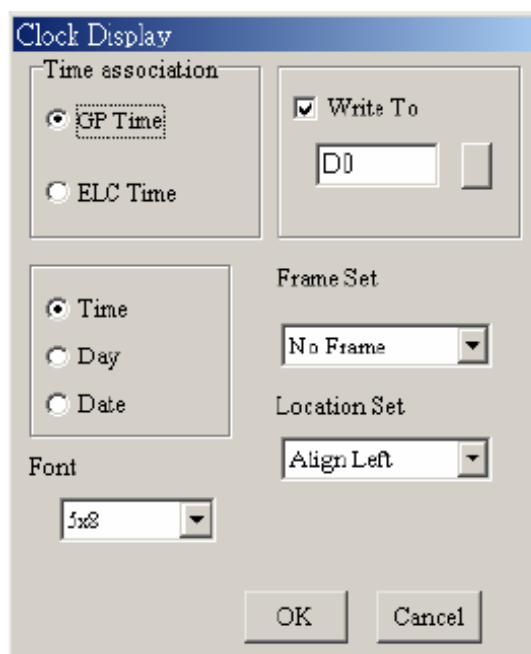 Clock Display
Time association
GP Time
ELC Time
Write To
D0
Time
Day
Date
Frame Set
No Frame
Location Set
Align Left
Font
5x8
OK
Cancel